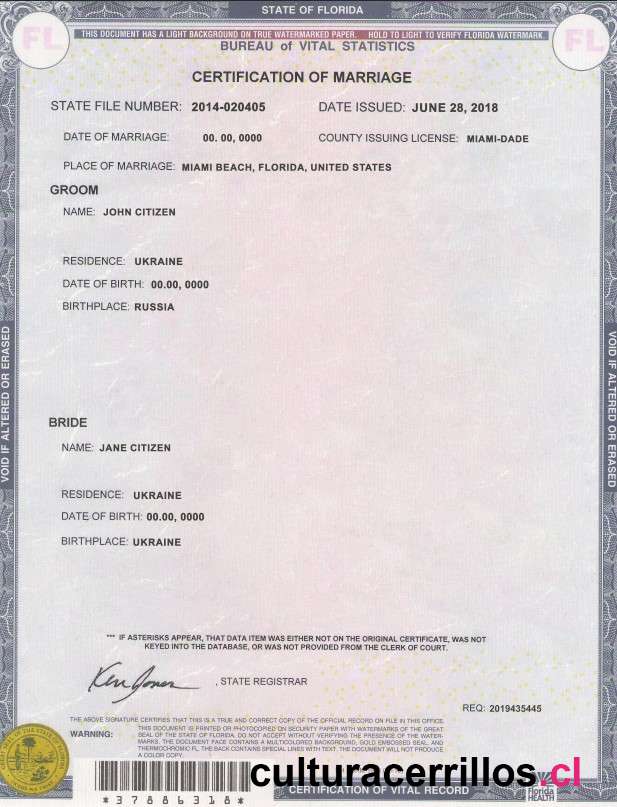 STATE OF FLORIDA
THIS DOCUMENT HAS A LIGHT BACKGROUND ON TRUE WATERMARKED PAPER. HOLD TO LIGHT TO VERIFY FLORIDA WATERMARK
FL
FL
BUREAU of VITAL STATISTICS
CERTIFICATION OF MARRIAGE
STATE FILE NUMBER: 2014-020405 DATE ISSUED: JUNE 28, 2018
DATE OF MARRIAGE: 00. 00, 0000 COUNTY ISSUING LICENSE: MIAMI-DADE
PLACE OF MARRIAGE: MIAMI BEACH, FLORIDA, UNITED STATES
GROOM
NAME: JOHN CITIZEN
RESIDENCE: UKRAINE
DATE OF BIRTH: 00.00, 0000
BIRTHPLACE: RUSSIA
VOID IF ALTERED OR ERASED
VOID IF ALTERED OR ERASED
BRIDE
NAME: JANE CITIZEN
RESIDENCE: UKRAINE
DATE OF BIRTH: 00.00, 0000
BIRTHPLACE: UKRAINE
*** IF ASTERISKS APPEAR, THAT DATA ITEM WAS EITHER NOT ON THE ORIGINAL CERTIFICATE, WAS NOT
KEYED INTO THE DATABASE, OR WAS NOT PROVIDED FROM THE CLERK OF COURT.
Ken Jones , STATE REGISTRAR
REQ: 2019435445
THE ABOVE SIGNATURE CERTIFIES THAT THIS IS A TRUE AND CORRECT COPY OF THE OFFICIAL RECORD ON FILE IN THIS OFFICE.
WARNING: THIS DOCUMENT IS PRINTED OR PHOTOCOPIED ON SECURITY PAPER WITH WATERMARKS OF THE GREAT
SEAL OF THE STATE OF FLORIDA. DO NOT ACCEPT WITHOUT VERIFYING THE PRESENCE OF THE WATER-
MARKS. THE DOCUMENT FACE CONTAINS A MULTICOLORED BACKGROUND, GOLD EMBOSSED SEAL, AND
THERMOCHROMIC FL. THE BACK CONTAINS SPECIAL LINES WITH TEXT. THE DOCUMENT WILL NOT PRODUCE
A COLOR COPY.
culturacerrillos.cl
CERTIFICATION OF VITAL RECORD
Florida
HEALTH
*37886318*